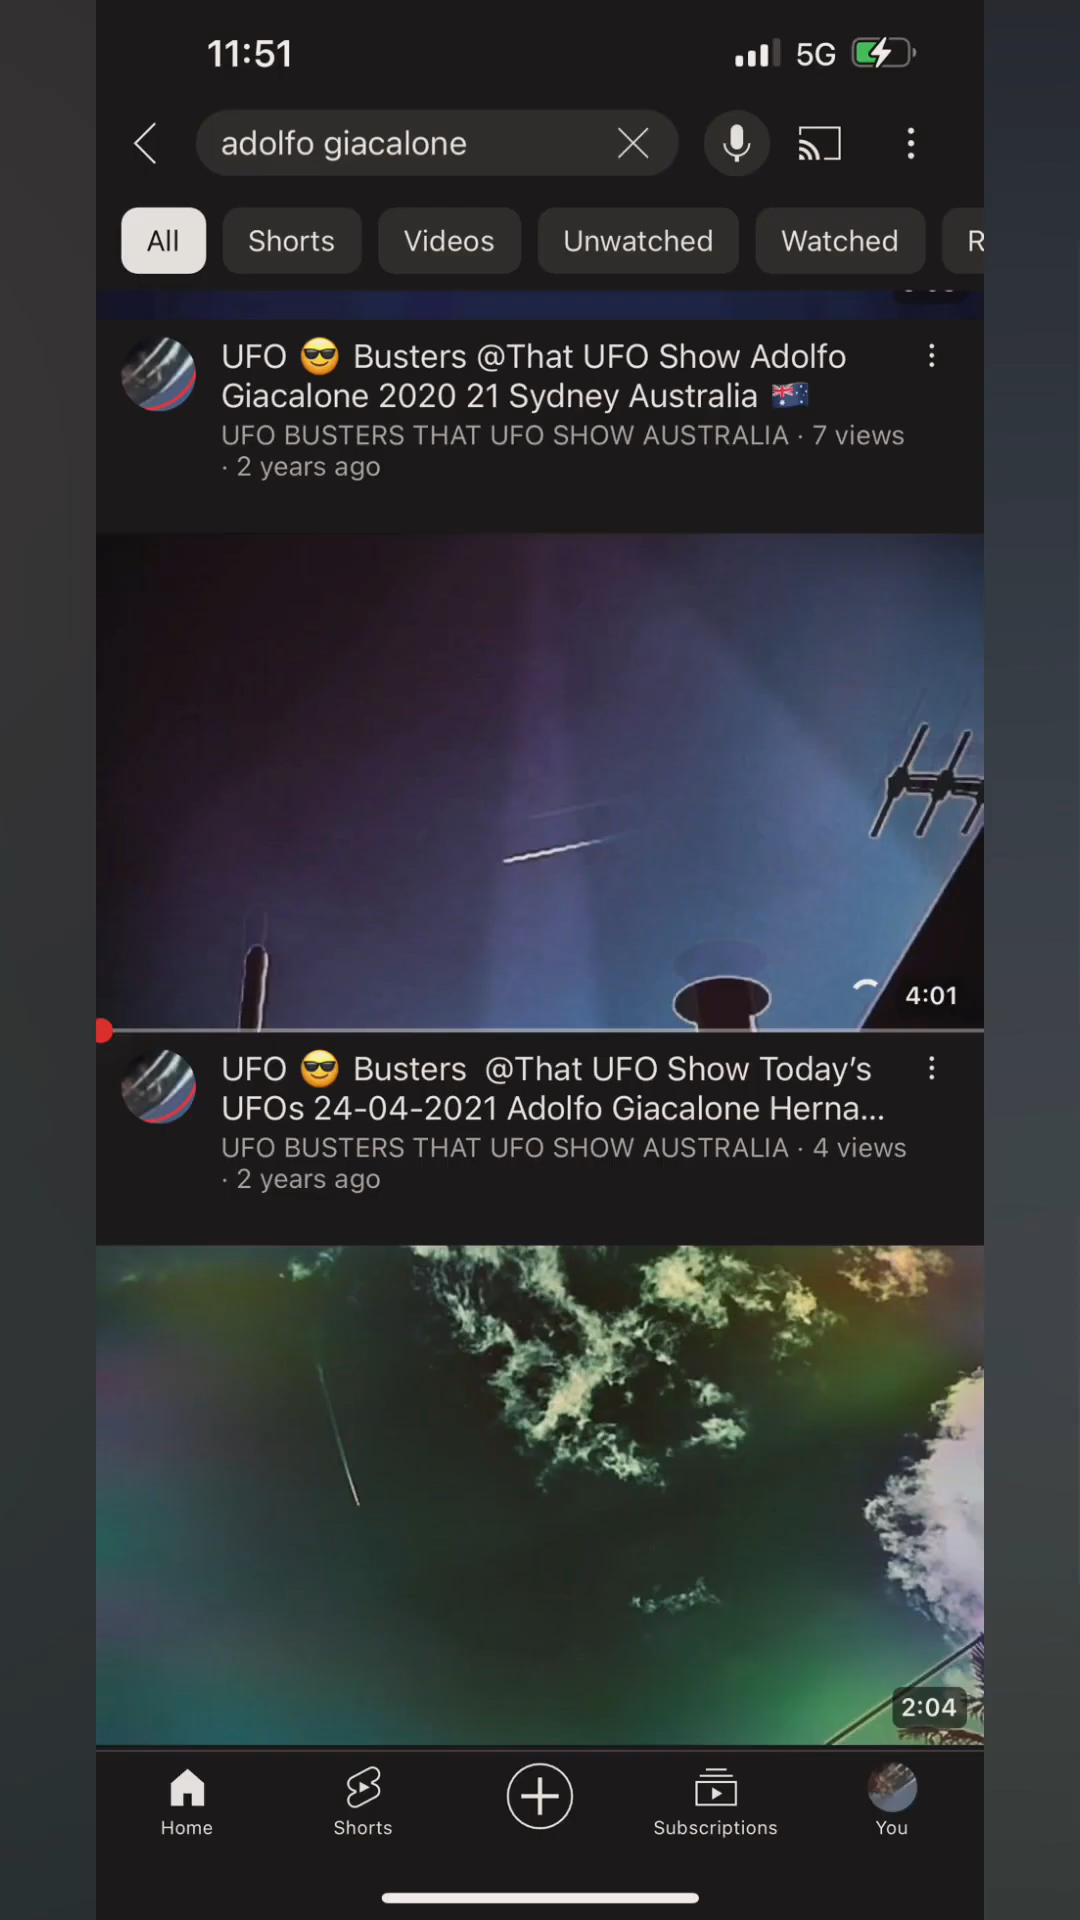 11:51
5G
adolfo giacalone
All
Shorts
Videos
Unwatched
Watched
R
UFO 😎 Busters @That UFO Show Adolfo
Giacalone 2020 21 Sydney Australia 🇦🇺
UFO BUSTERS THAT UFO SHOW AUSTRALIA · 7 views
· 2 years ago
4:01
UFO 😎 Busters @That UFO Show Today’s
UFOs 24-04-2021 Adolfo Giacalone Herna...
UFO BUSTERS THAT UFO SHOW AUSTRALIA · 4 views
· 2 years ago
2:04
Home
Shorts
Subscriptions
You